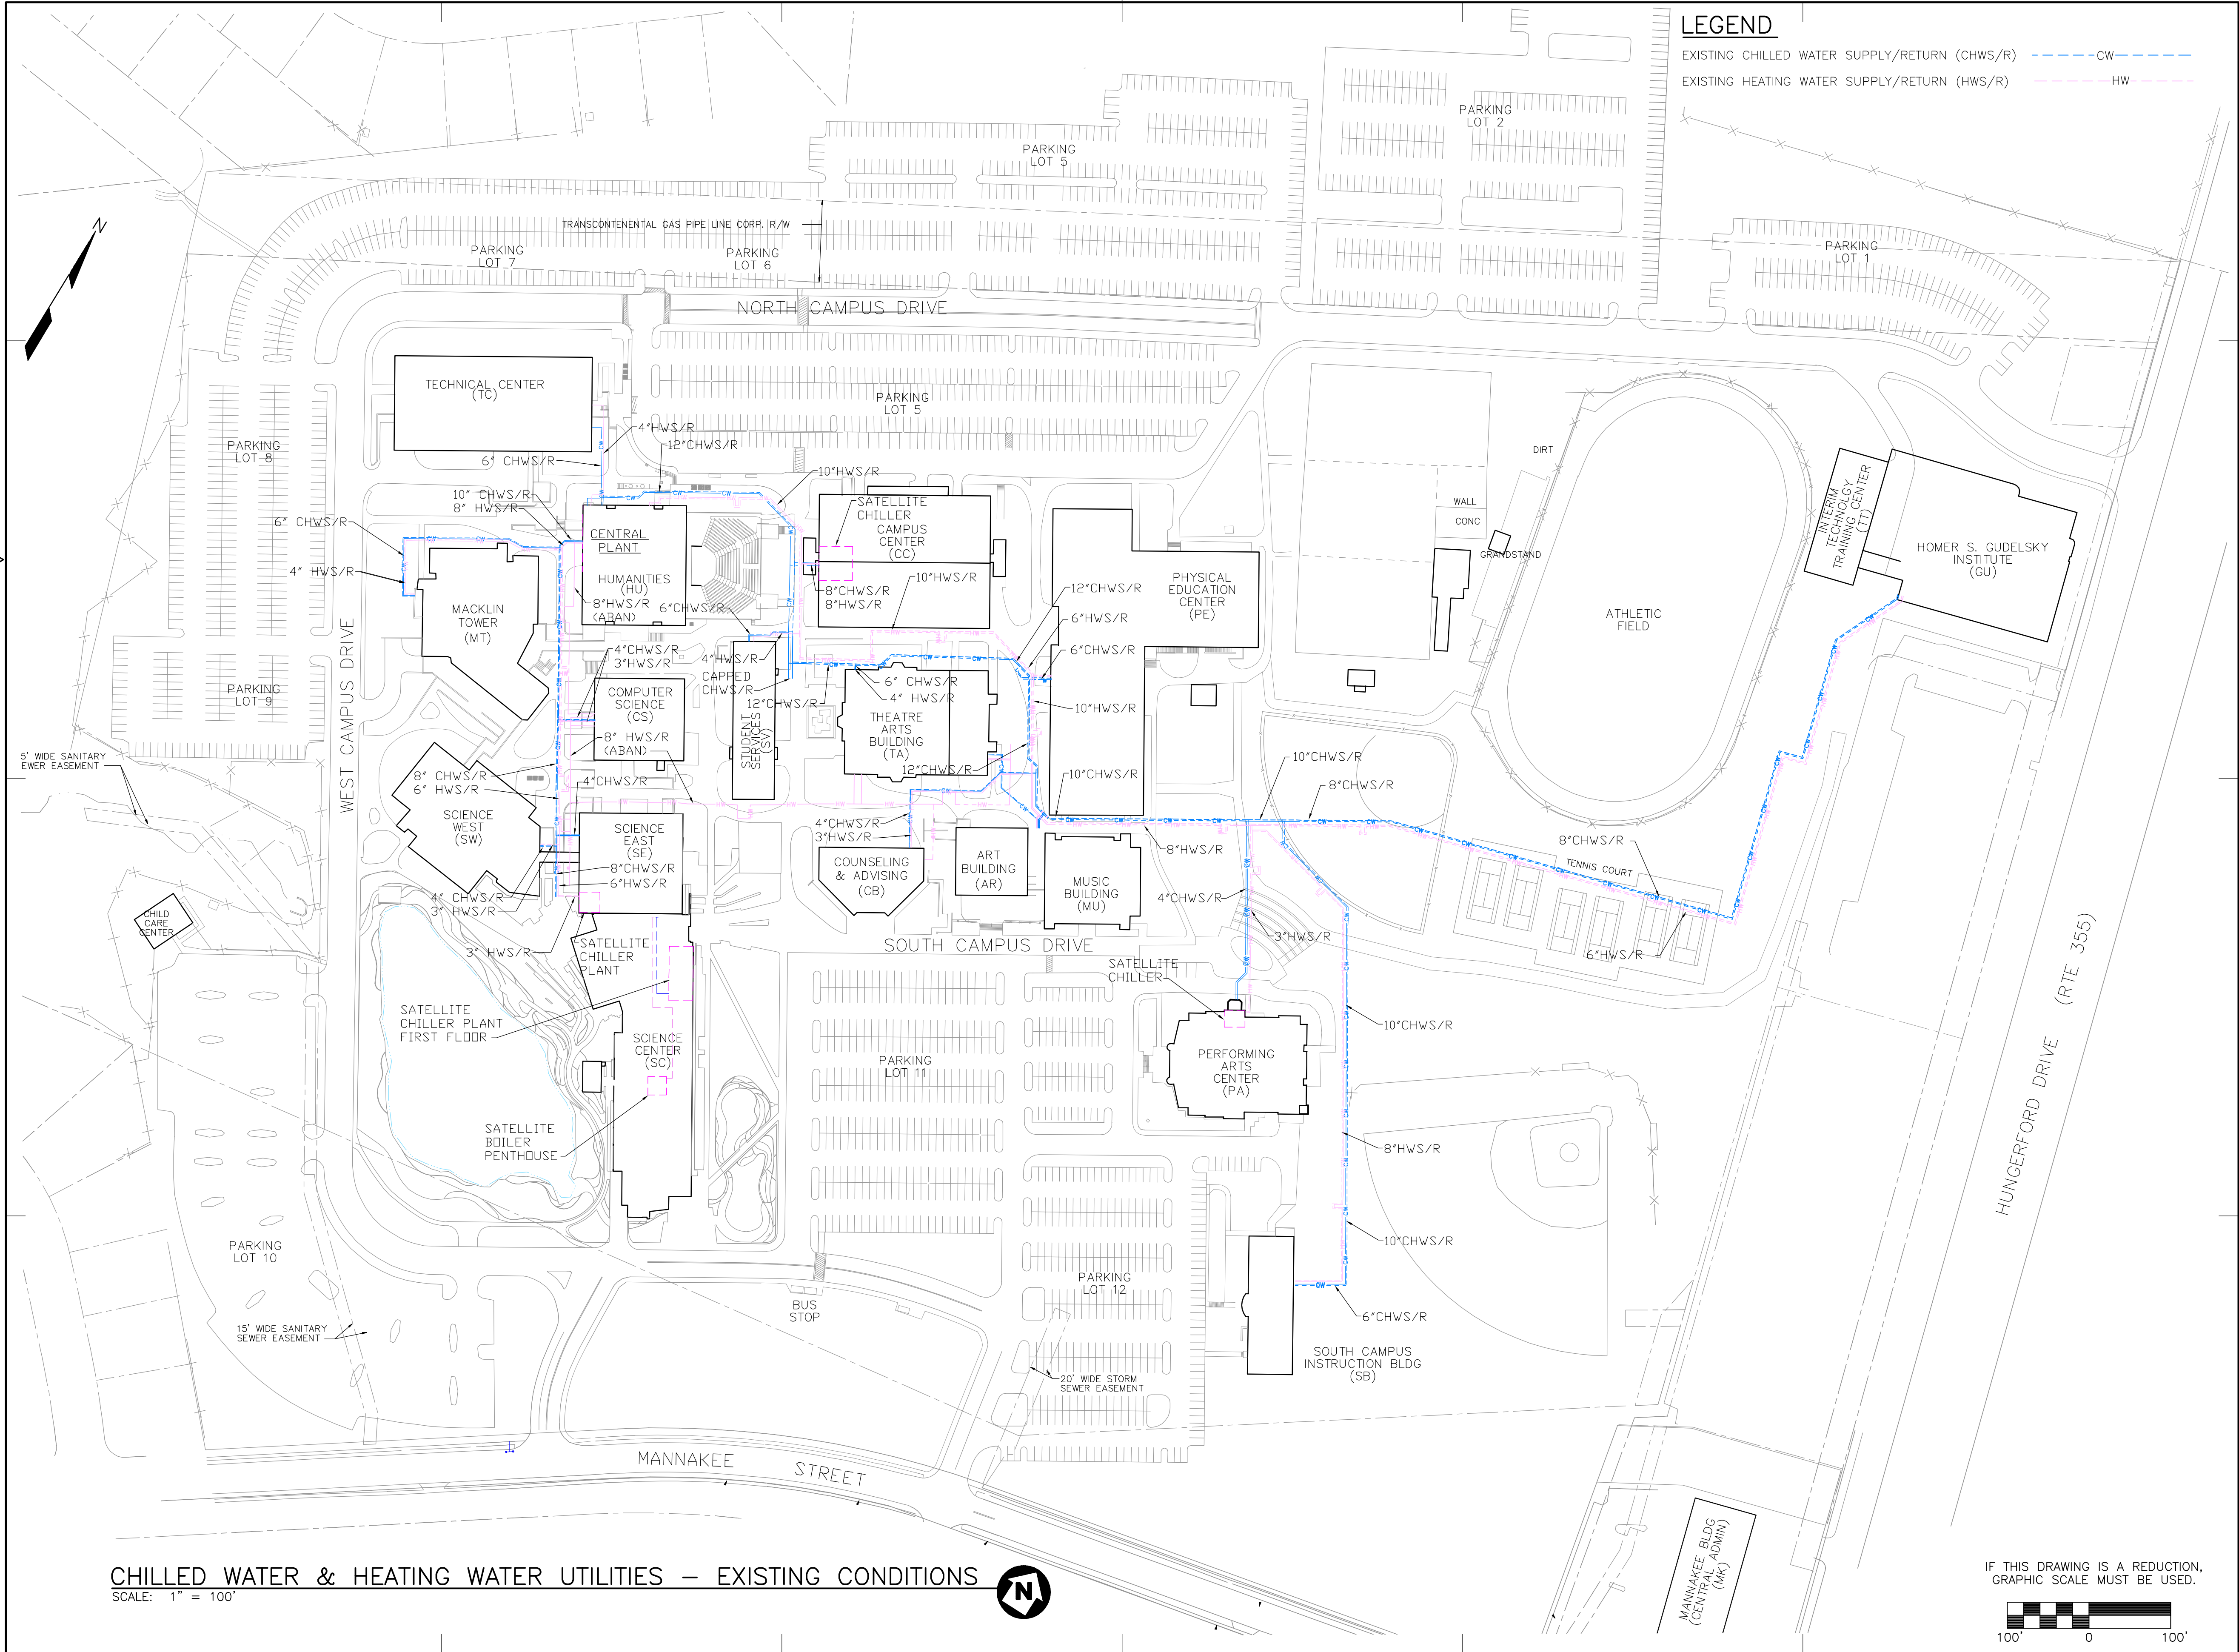 LEGEND
EXISTING CHILLED WATER SUPPLY/RETURN (CHWS/R)
CW
EXISTING HEATING WATER SUPPLY/RETURN (HWS/R)
HW
PARKING
LOT 2
PARKING
LOT 5
PARKING
LOT 1
N
TRANSCONTENENTAL GAS PIPE LINE CORP. R/W
PARKING
LOT 7
PARKING
LOT 6
NORTH CAMPUS DRIVE
TECHNICAL CENTER
(TC)
PARKING
LOT 5
PARKING
LOT 8
4"HWS/R
12"CHWS/R
6" CHWS/R
10"HWS/R
10" CHWS/R
8" HWS/R
6" CHWS/R
4" HWS/R
CENTRAL
PLANT
HUMANITIES
(HU)
8"HWS/R
(ABAN)
SATELLITE
CHILLER
CAMPUS
CENTER
(CC)
10"HWS/R
8"CHWS/R
8"HWS/R
6"CHWS/R
PHYSICAL
EDUCATION
CENTER
(PE)
12"CHWS/R
6"HWS/R
6"CHWS/R
DIRT
WALL
CONC
GRANDSTAND
ATHLETIC
FIELD
INTERIM
TECHNOLGY
TRAINING CENTER
(TT)
HOMER S. GUDELSKY
INSTITUTE
(GU)
MACKLIN
TOWER
(MT)
WEST CAMPUS DRIVE
PARKING
LOT 9
5' WIDE SANITARY
EWER EASEMENT
4"CHWS/R
3"HWS/R
4"HWS/R
CAPPED
CHWS/R
12"CHWS/R
6" CHWS/R
4" HWS/R
COMPUTER
SCIENCE
(CS)
8" HWS/R
(ABAN)
STUDENT
SERVICES
(SV)
THEATRE
ARTS
BUILDING
(TA)
10"HWS/R
12"CHWS/R
10"CHWS/R
10"CHWS/R
8"CHWS/R
8" CHWS/R
6" HWS/R
4"CHWS/R
SCIENCE
WEST
(SW)
SCIENCE
EAST
(SE)
8"CHWS/R
6"HWS/R
4"CHWS/R
3"HWS/R
COUNSELING
& ADVISING
(CB)
ART
BUILDING
(AR)
MUSIC
BUILDING
(MU)
8"HWS/R
8"CHWS/R
TENNIS COURT
6"HWS/R
4" CHWS/R
3" HWS/R
3" HWS/R
4"CHWS/R
3"HWS/R
CHILD
CARE
CENTER
SATELLITE
CHILLER
PLANT
SOUTH CAMPUS DRIVE
SATELLITE
CHILLER
SATELLITE
CHILLER PLANT
FIRST FLOOR
SCIENCE
CENTER
(SC)
PARKING
LOT 11
PERFORMING
ARTS
CENTER
(PA)
10"CHWS/R
8"HWS/R
10"CHWS/R
6"CHWS/R
SATELLITE
BOILER
PENTHOUSE
HUNGERFORD DRIVE (RTE 355)
PARKING
LOT 10
15' WIDE SANITARY
SEWER EASEMENT
BUS
STOP
PARKING
LOT 12
20' WIDE STORM
SEWER EASEMENT
SOUTH CAMPUS
INSTRUCTION BLDG
(SB)
MANNAKEE STREET
MANNAKEE BLDG
(CENTRAL ADMIN)
(MK)
CHILLED WATER & HEATING WATER UTILITIES – EXISTING CONDITIONS
SCALE: 1" = 100'
N
IF THIS DRAWING IS A REDUCTION,
GRAPHIC SCALE MUST BE USED.
100' 0 100'